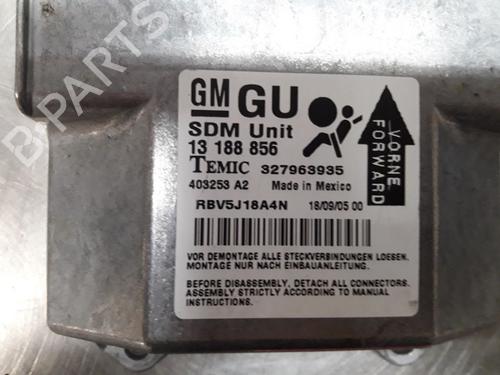 B-PARTS
GM GU
SDM Unit
13 188 856
TEMIC 327963935
403253 A2 Made in Mexico
RBV5J18A4N 18/09/05 00
VORNE
FORWARD
VOR DEMONTAGE ALLE STECKVERBINDUNGEN LOESEN.
MONTAGE NUR NACH EINBAUANLEITUNG.
BEFORE DISASSEMBLY, DETACH ALL CONNECTORS.
ASSEMBLY STRICTLY ACCORDING TO MANUAL
INSTRUCTIONS.